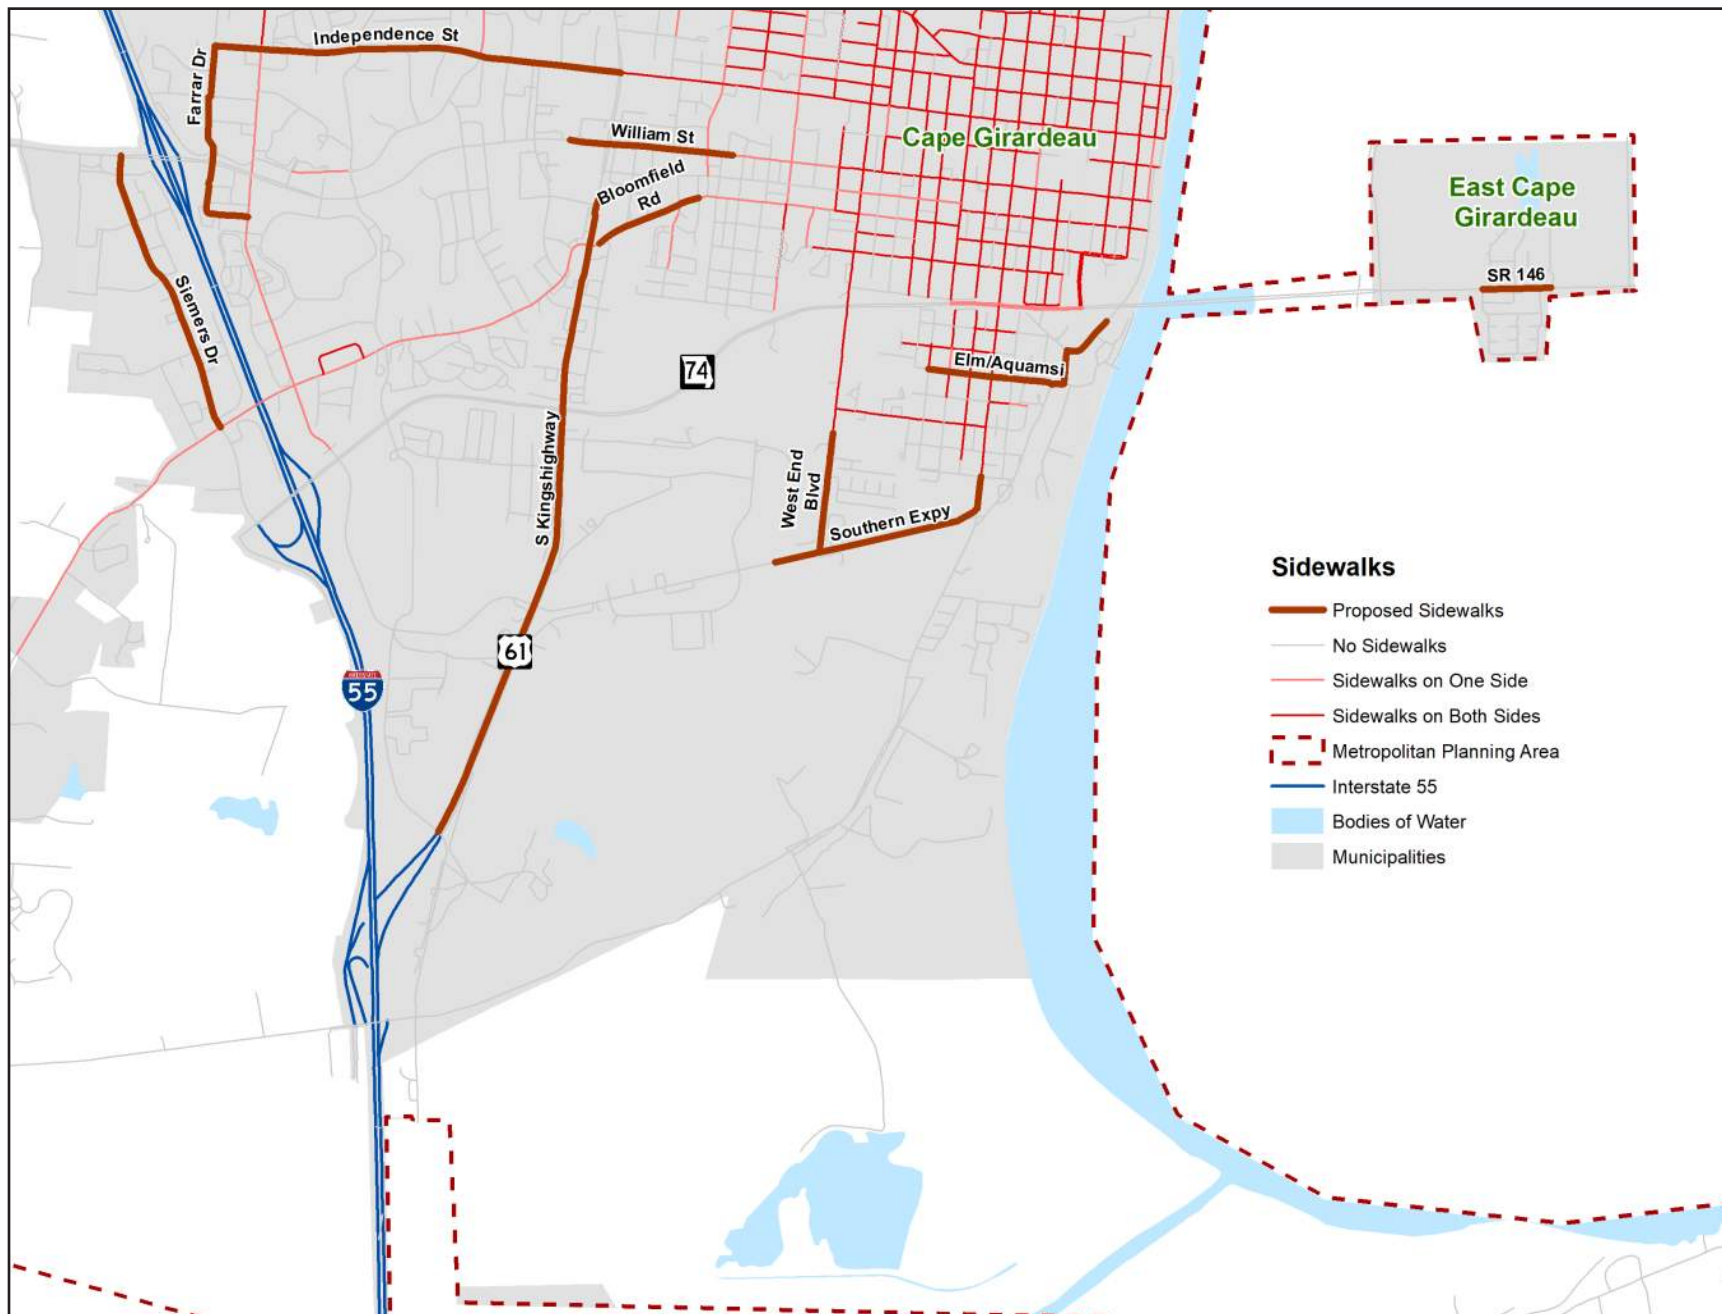 Independence St
Farrar Dr
William St
Cape Girardeau
Bloomfield
Rd
East Cape
Girardeau
SR 146
Siemers Dr
74
Elm/Aquamsi
S Kingshighway
West End
Blvd
Southern Expy
61
55
Sidewalks
Proposed Sidewalks
No Sidewalks
Sidewalks on One Side
Sidewalks on Both Sides
Metropolitan Planning Area
Interstate 55
Bodies of Water
Municipalities